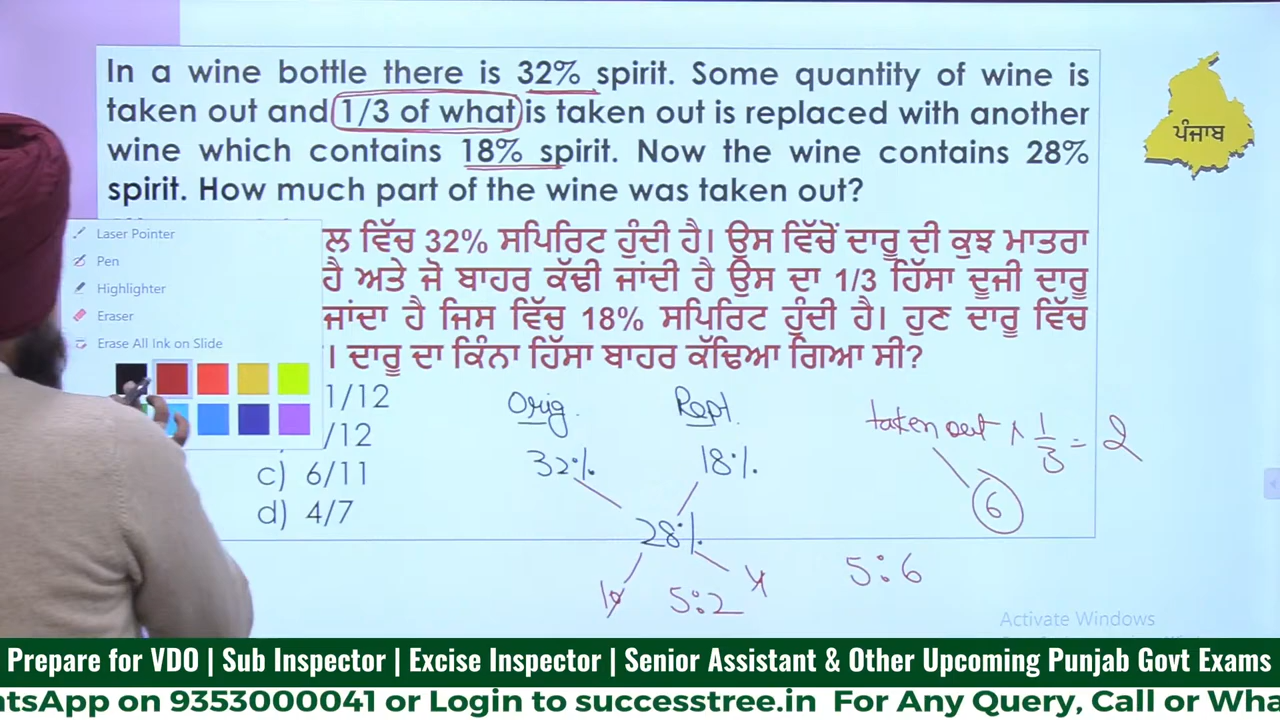 In a wine bottle there is 32% spirit. Some quantity of wine is
taken out and 1/3 of what is taken out is replaced with another
wine which contains 18% spirit. Now the wine contains 28%
spirit. How much part of the wine was taken out?
ਪੰਜਾਬ
Laser Pointer
Pen
Highlighter
Eraser
Erase All Ink on Slide
ਲ ਵਿੱਚ 32% ਸਪਿਰਿਟ ਹੁੰਦੀ ਹੈ। ਉਸ ਵਿੱਚੋਂ ਦਾਰੂ ਦੀ ਕੁਝ ਮਾਤਰਾ
ਹੈ ਅਤੇ ਜੋ ਬਾਹਰ ਕੱਢੀ ਜਾਂਦੀ ਹੈ ਉਸ ਦਾ 1/3 ਹਿੱਸਾ ਦੂਜੀ ਦਾਰੂ
ਜਾਂਦਾ ਹੈ ਜਿਸ ਵਿੱਚ 18% ਸਪਿਰਿਟ ਹੁੰਦੀ ਹੈ। ਹੁਣ ਦਾਰੂ ਵਿੱਚ
। ਦਾਰੂ ਦਾ ਕਿੰਨਾ ਹਿੱਸਾ ਬਾਹਰ ਕੱਢਿਆ ਗਿਆ ਸੀ?
1/12
/12
c) 6/11
d) 4/7
Orig. Repl.
32% 18%
28%
10 5:2 4
taken out × 1/3 = 2
6
5:6
Activate Windows
Prepare for VDO | Sub Inspector | Excise Inspector | Senior Assistant & Other Upcoming Punjab Govt Exams
atsApp on 9353000041 or Login to successtree.in For Any Query, Call or Wha